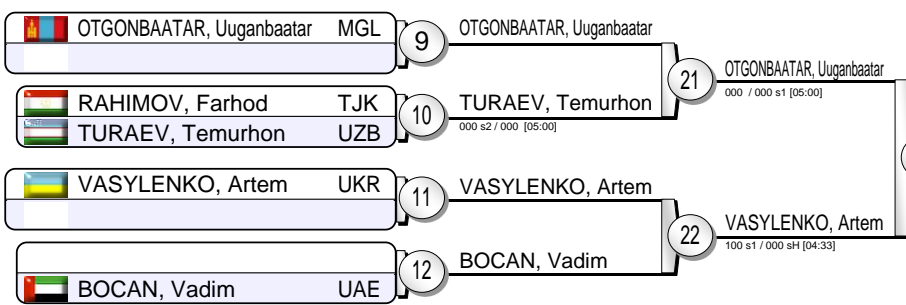 OTGONBAATAR, Uuganbaatar MGL
9
OTGONBAATAR, Uuganbaatar
21
OTGONBAATAR, Uuganbaatar
000 / 000 s1 [05:00]
RAHIMOV, Farhod TJK
TURAEV, Temurhon UZB
10
TURAEV, Temurhon
000 s2 / 000 [05:00]
VASYLENKO, Artem UKR
11
VASYLENKO, Artem
22
VASYLENKO, Artem
100 s1 / 000 sH [04:33]
BOCAN, Vadim UAE
12
BOCAN, Vadim